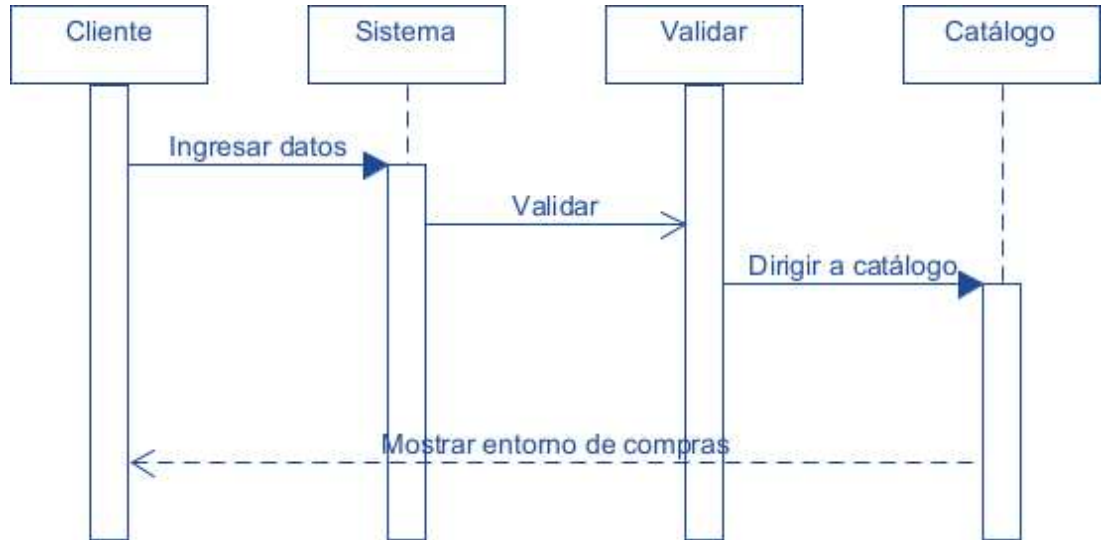 Cliente
Sistema
Validar
Catálogo
Ingresar datos
Validar
Dirigir a catálogo
Mostrar entorno de compras